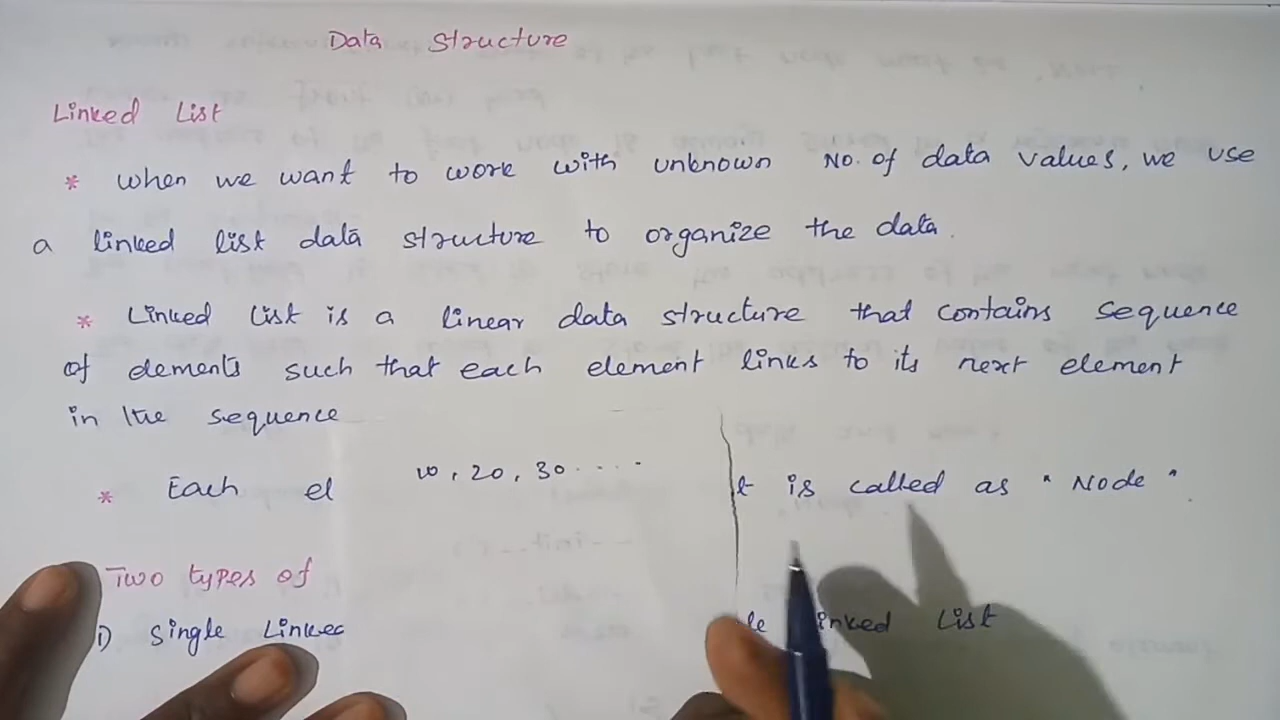 Data Structure
Linked List
* When we want to work with unknown No. of data values, we use
a linked list data structure to organize the data.
* Linked list is a linear data structure that contains sequence
of elements such that each element links to its next element
in the sequence
* Each el 10, 20, 30 ..... t is called as "Node".
Two types of
1) Single Linked le linked List